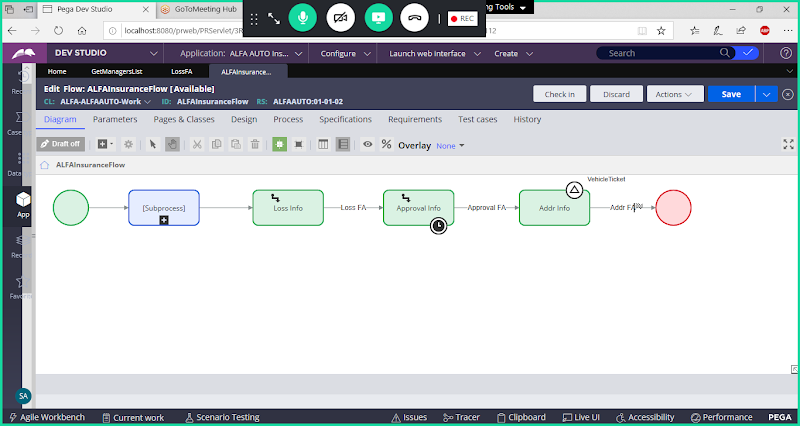 Pega Dev Studio
GoToMeeting Hub
REC
ng Tools
localhost:8080/prweb/PRServlet/3R
112
DEV STUDIO
Application: ALFA AUTO Ins...
Configure
Launch web interface
Create
Search
Home
GetManagersList
LossFA
ALFAInsurance...
Edit Flow: ALFAInsuranceFlow [Available]
CL: ALFA-ALFAAUTO-Work
ID: ALFAInsuranceFlow
RS: ALFAAUTO:01-01-02
Check in
Discard
Actions
Save
Diagram
Parameters
Pages & Classes
Design
Process
Specifications
Requirements
Test cases
History
Draft off
Overlay None
ALFAInsuranceFlow
VehicleTicket
[Subprocess]
Loss Info
Loss FA
Approval Info
Approval FA
Addr Info
Addr FA
Rec
Case
Data
App
Rec
Favo
SA
Agile Workbench
Current work
Scenario Testing
Issues
Tracer
Clipboard
Live UI
Accessibility
Performance
PEGA